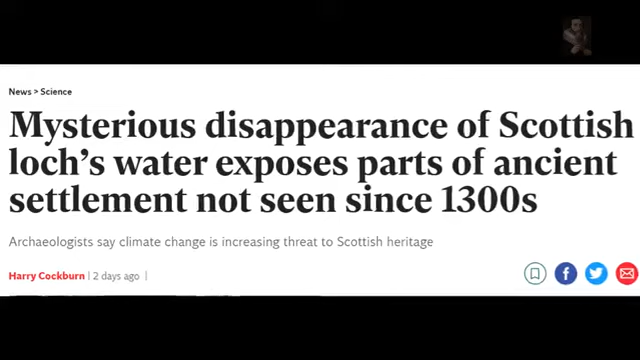 News > Science
Mysterious disappearance of Scottish
loch’s water exposes parts of ancient
settlement not seen since 1300s
Archaeologists say climate change is increasing threat to Scottish heritage
Harry Cockburn | 2 days ago |